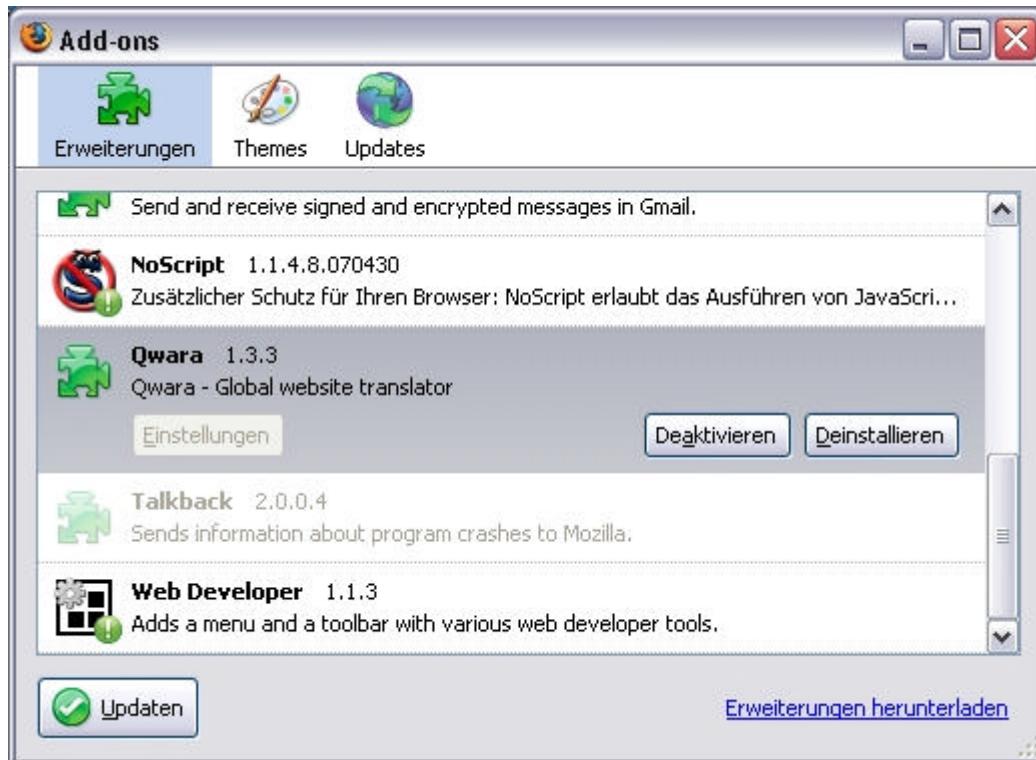 Add-ons
Erweiterungen Themes Updates
Send and receive signed and encrypted messages in Gmail.
NoScript 1.1.4.8.070430
Zusätzlicher Schutz für Ihren Browser: NoScript erlaubt das Ausführen von JavaScri...
Qwara 1.3.3
Qwara - Global website translator
Einstellungen Deaktivieren Deinstallieren
Talkback 2.0.0.4
Sends information about program crashes to Mozilla.
Web Developer 1.1.3
Adds a menu and a toolbar with various web developer tools.
Updaten Erweiterungen herunterladen